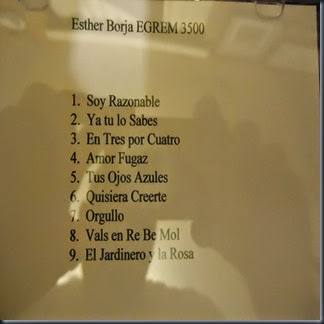 Esther Borja EGREM 3500
1. Soy Razonable
2. Ya tu lo Sabes
3. En Tres por Cuatro
4. Amor Fugaz
5. Tus Ojos Azules
6. Quisiera Creerte
7. Orgullo
8. Vals en Re Be Mol
9. El Jardinero y la Rosa